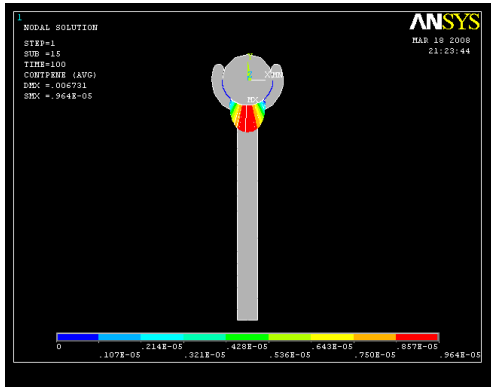 1
NODAL SOLUTION
STEP=1
SUB =15
TIME=100
CONTPENE (AVG)
DMX =.006731
SMX =.964E-05
ANSYS
MAR 18 2008
21:23:44
Y
X
MN
MX
0 .214E-05 .428E-05 .643E-05 .857E-05
.107E-05 .321E-05 .536E-05 .750E-05 .964E-05